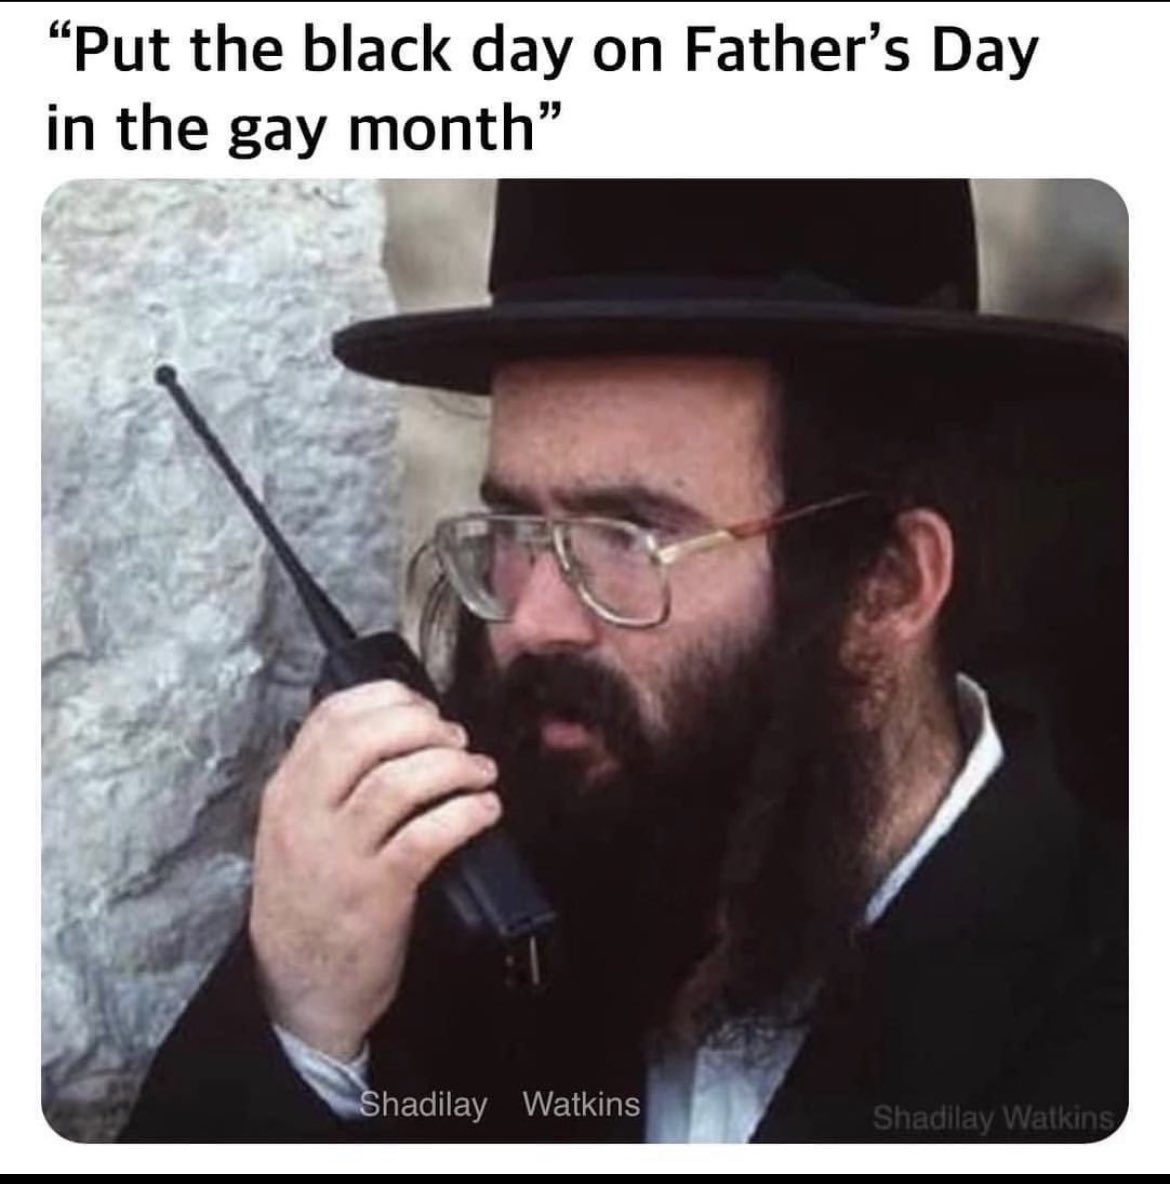 “Put the black day on Father’s Day
in the gay month”
Shadilay Watkins
Shadilay Watkins